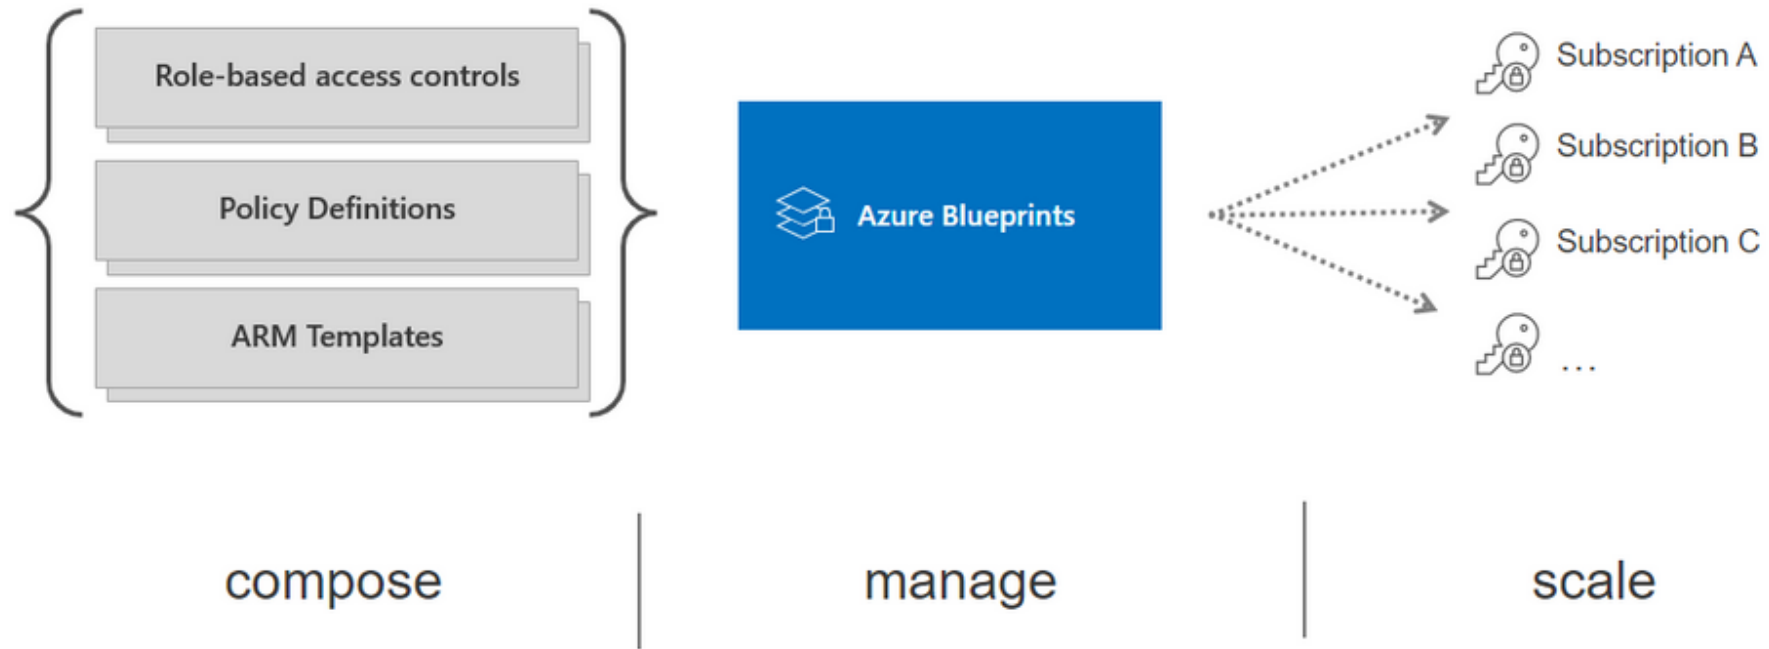 Role-based access controls
Policy Definitions
ARM Templates
Azure Blueprints
Subscription A
Subscription B
Subscription C
...
compose
manage
scale